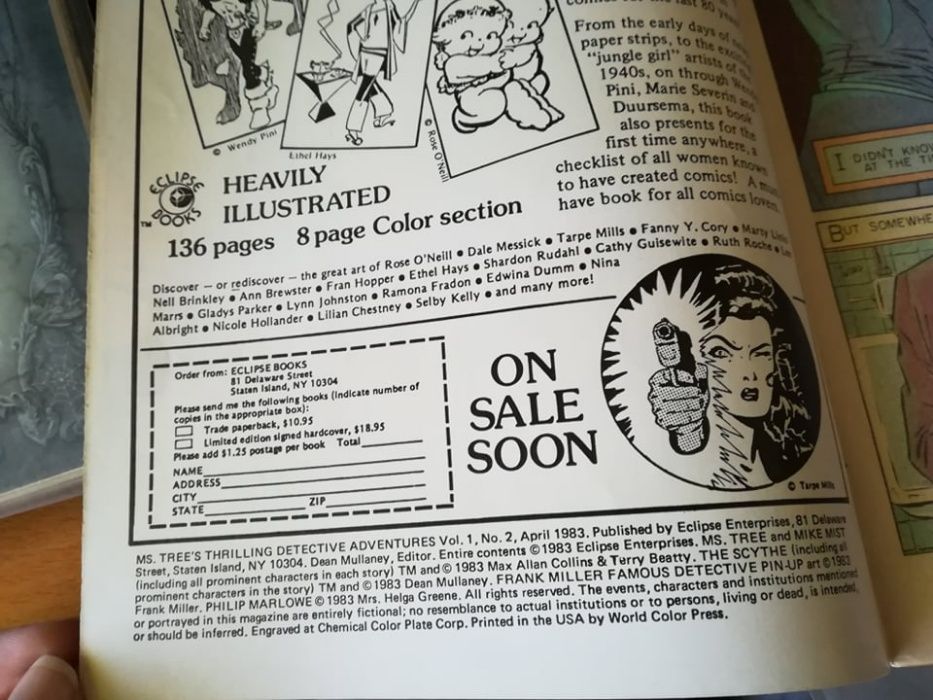 From the early days of
paper strips, to the
"jungle girl" artists of the
1940s, on through Wendy
Pini, Marie Severin and
Duursema, this book
also presents for the
first time anywhere, a
checklist of all women known
to have created comics! A must
have book for all comics lovers.
© Wendy Pini
Ethel Hays
© Rose O'Neill
ECLIPSE
BOOKS
TM
HEAVILY
ILLUSTRATED
136 pages 8 page Color section
Discover — or rediscover — the great art of Rose O'Neill • Dale Messick • Tarpe Mills • Fanny Y. Cory • Marty
Nell Brinkley • Ann Brewster • Fran Hopper • Ethel Hays • Shardon Rudahl • Cathy Guisewite • Ruth Roche •
Marrs • Gladys Parker • Lynn Johnston • Ramona Fradon • Edwina Dumm • Nina
Albright • Nicole Hollander • Lilian Chestney • Selby Kelly • and many more!
Order from: ECLIPSE BOOKS
81 Delaware Street
Staten Island, NY 10304
Please send me the following books (indicate number of
copies in the appropriate box):
Trade paperback, $10.95
Limited edition signed hardcover, $18.95
Please add $1.25 postage per book Total
NAME
ADDRESS
CITY
STATE ZIP
ON
SALE
SOON
© Tarpe Mills
MS. TREE'S THRILLING DETECTIVE ADVENTURES Vol. 1, No. 2, April 1983. Published by Eclipse Enterprises, 81 Delaware
Street, Staten Island, NY 10304. Dean Mullaney, Editor. Entire contents © 1983 Eclipse Enterprises. MS. TREE and MIKE MIST
(including all prominent characters in each story) TM and © 1983 Max Allan Collins & Terry Beatty. THE SCYTHE (including all
prominent characters in the story) TM and © 1983 Dean Mullaney. FRANK MILLER FAMOUS DETECTIVE PIN-UP art © 1983
Frank Miller. PHILIP MARLOWE © 1983 Mrs. Helga Greene. All rights reserved. The events, characters and institutions mentioned
or portrayed in this magazine are entirely fictional; no resemblance to actual institutions or to persons, living or dead, is intended,
or should be inferred. Engraved at Chemical Color Plate Corp. Printed in the USA by World Color Press.
I DIDN'T KNOW
AT THE
BUT